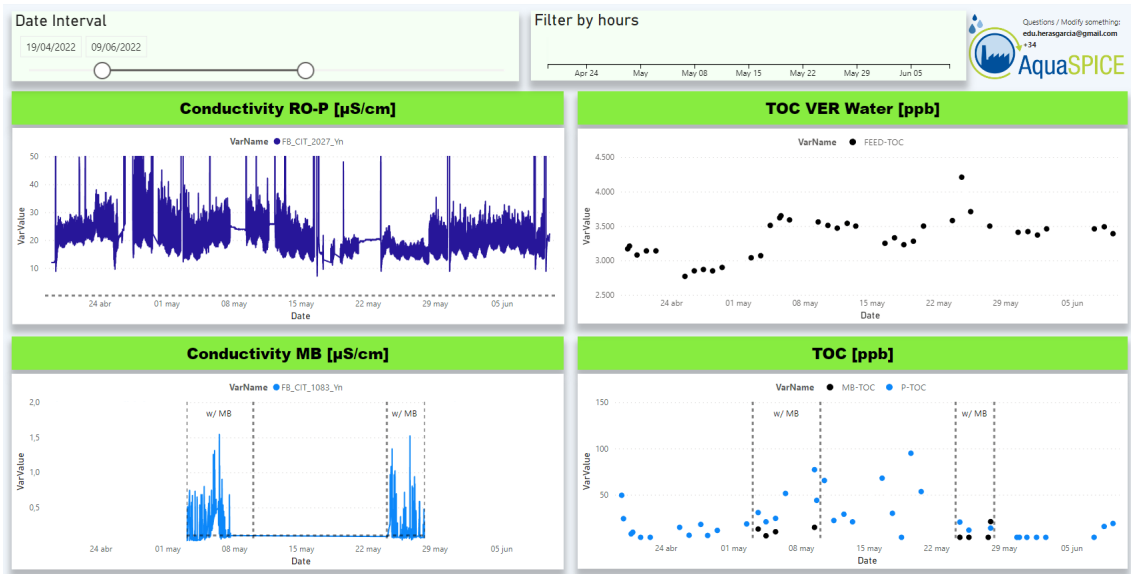 Date Interval
19/04/2022 09/06/2022
Filter by hours
Apr 24 May May 08 May 15 May 22 May 29 Jun 05
Questions / Modify something:
edu.herasgarcia@gmail.com
+34
AquaSPICE
Conductivity RO-P [µS/cm]
VarName FB_CIT_2027_Yn
50
40
30
20
10
VarValue
24 abr 01 may 08 may 15 may 22 may 29 may 05 jun
Date
TOC VER Water [ppb]
VarName FEED-TOC
4.500
4.000
3.500
3.000
2.500
VarValue
24 abr 01 may 08 may 15 may 22 may 29 may 05 jun
Date
Conductivity MB [µS/cm]
VarName FB_CIT_1083_Yn
2,0
1,5
1,0
0,5
VarValue
w/ MB w/ MB
24 abr 01 may 08 may 15 may 22 may 29 may 05 jun
Date
TOC [ppb]
VarName MB-TOC P-TOC
150
100
50
VarValue
w/ MB w/ MB
24 abr 01 may 08 may 15 may 22 may 29 may 05 jun
Date